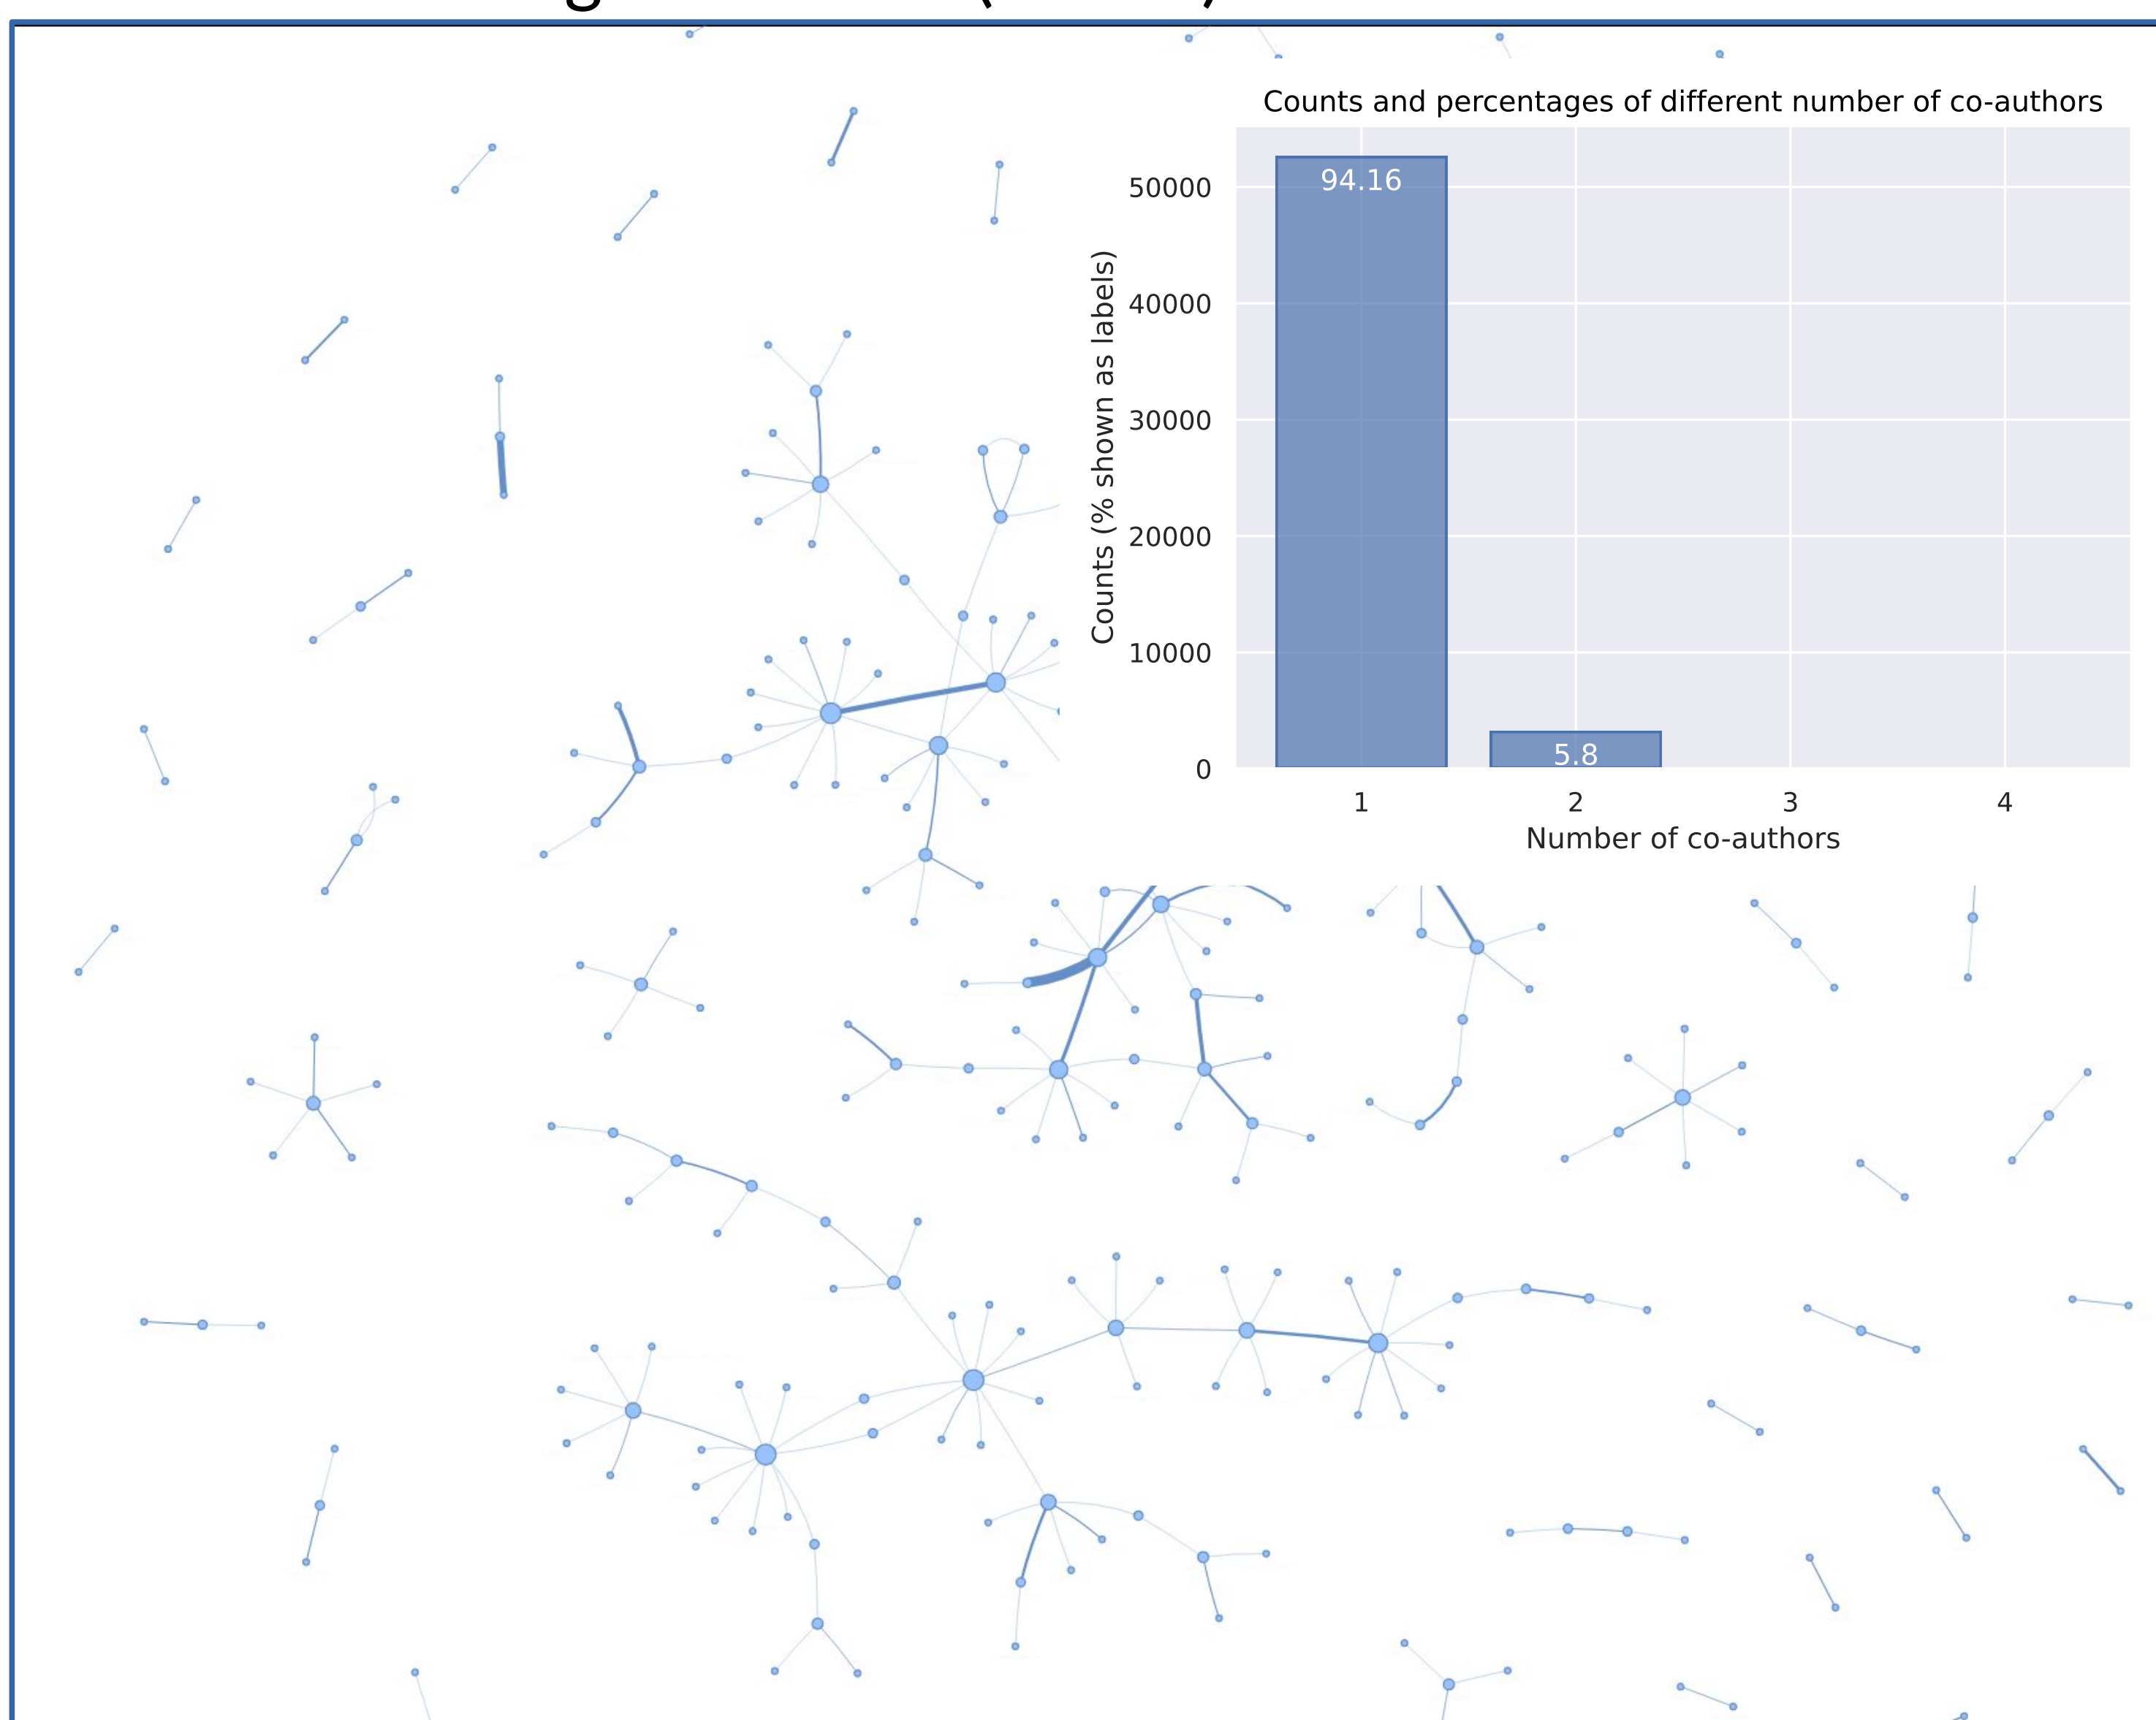 Counts and percentages of different number of co-authors
Counts (% shown as labels)
50000
40000
30000
20000
10000
0
94.16
5.8
1 2 3 4
Number of co-authors